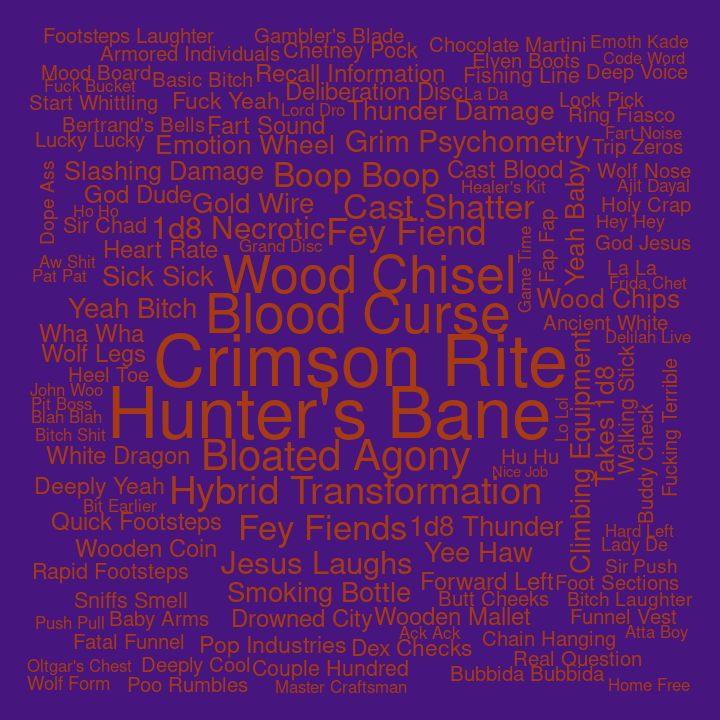 Footsteps Laughter
Gambler's Blade
Armored Individuals
Chetney Pock
Chocolate Martini
Emoth Kade
Elven Boots
Code Word
Mood Board
Basic Bitch
Recall Information
Fishing Line
Deep Voice
Fuck Bucket
Deliberation Disc
La Da
Start Whittling
Fuck Yeah
Lord Dro
Thunder Damage
Lock Pick
Ring Fiasco
Bertrand's Bells
Fart Sound
Fart Noise
Lucky Lucky
Emotion Wheel
Grim Psychometry
Trip Zeros
Slashing Damage
Boop Boop
Cast Blood
Wolf Nose
Dope Ass
God Dude
Gold Wire
Healer's Kit
Ajit Dayal
Ho Ho
Cast Shatter
Yeah Baby
Holy Crap
Sir Chad
1d8 Necrotic
Fey Fiend
Fap Fap
Hey Hey
Heart Rate
Grand Disc
Game Time
God Jesus
Aw Shit
Pat Pat
Sick Sick
Wood Chisel
La La
Frida Chet
Yeah Bitch
Blood Curse
Wood Chips
Wha Wha
Ancient White
Wolf Legs
Crimson Rite
Delilah Live
Heel Toe
John Woo
Pit Boss
Blah Blah
Hunter's Bane
Lo Lol
Climbing Equipment
Takes 1d8
Walking Stick
Buddy Check
Fucking Terrible
Bitch Shit
White Dragon
Bloated Agony
Hu Hu
Nice Job
Deeply Yeah
Hybrid Transformation
Bit Earlier
Quick Footsteps
Fey Fiends
1d8 Thunder
Hard Left
Wooden Coin
Jesus Laughs
Yee Haw
Lady De
Rapid Footsteps
Smoking Bottle
Forward Left
Foot Sections
Sir Push
Sniffs Smell
Butt Cheeks
Bitch Laughter
Push Pull
Baby Arms
Drowned City
Wooden Mallet
Funnel Vest
Fatal Funnel
Pop Industries
Dex Checks
Ack Ack
Chain Hanging
Atta Boy
Oltgar's Chest
Deeply Cool
Couple Hundred
Real Question
Wolf Form
Poo Rumbles
Master Craftsman
Bubbida Bubbida
Home Free